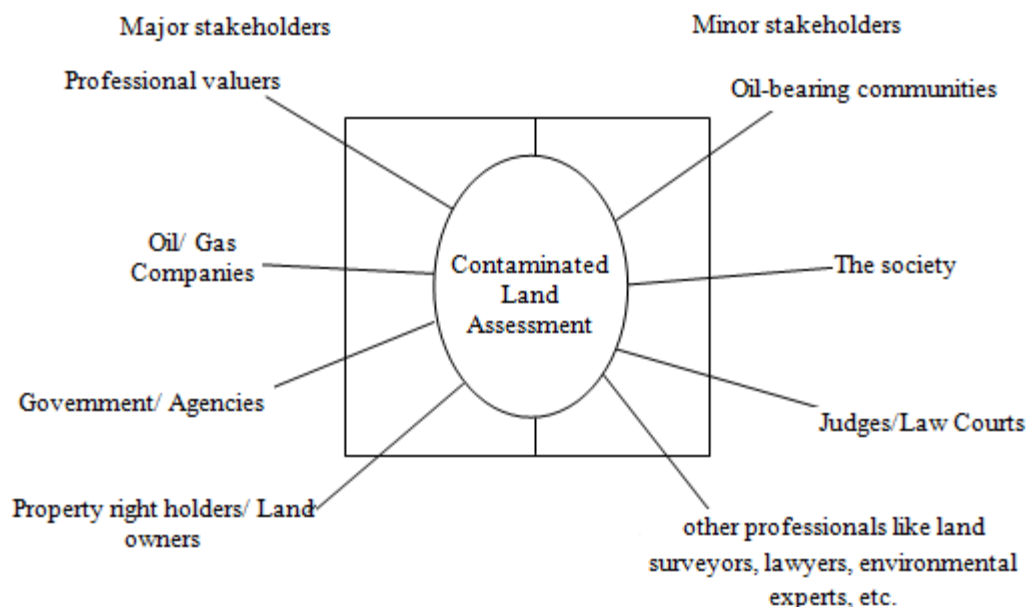 Major stakeholders
Minor stakeholders
Professional valuers
Oil-bearing communities
Oil/ Gas
Companies
Contaminated
Land
Assessment
The society
Government/ Agencies
Judges/Law Courts
Property right holders/ Land
owners
other professionals like land
surveyors, lawyers, environmental
experts, etc.